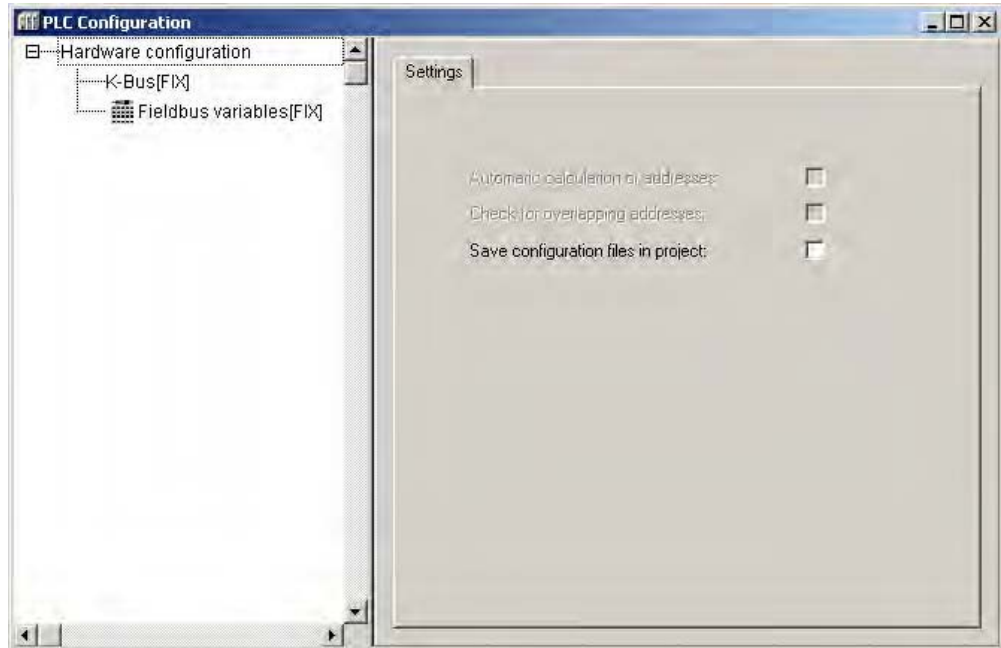 PLC Configuration
Hardware configuration
K-Bus[FIX]
Fieldbus variables[FIX]
Settings
Automatic calculation of addresses:
Check for overlapping addresses:
Save configuration files in project: